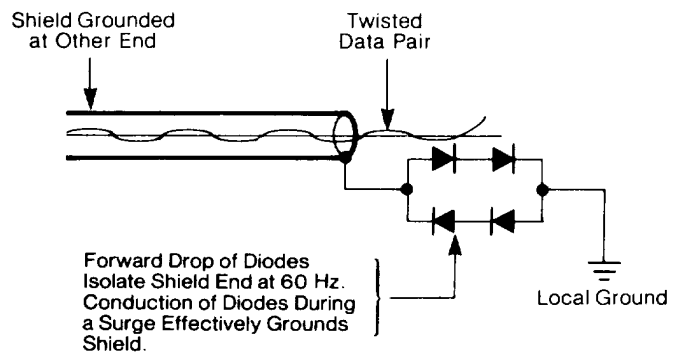 Shield Grounded
at Other End
Twisted
Data Pair
Forward Drop of Diodes
Isolate Shield End at 60 Hz.
Conduction of Diodes During
a Surge Effectively Grounds
Shield.
Local Ground